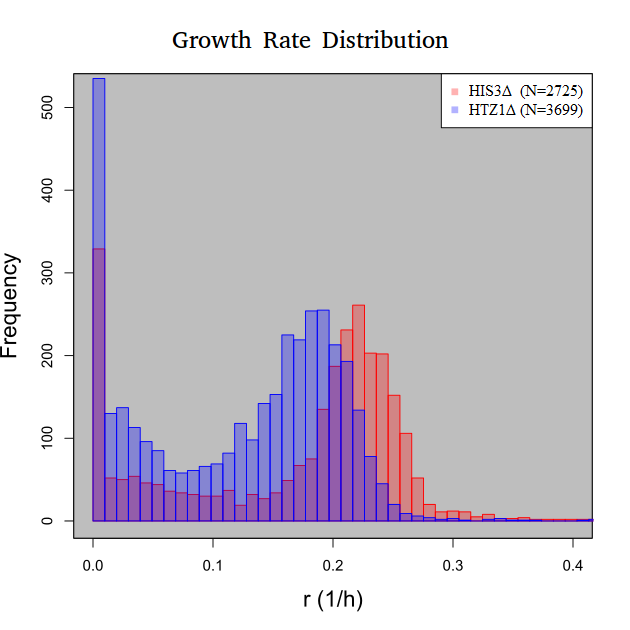 Growth Rate Distribution
HIS3Δ (N=2725)
HTZ1Δ (N=3699)
Frequency
500
400
300
200
100
0
0.0 0.1 0.2 0.3 0.4
r (1/h)